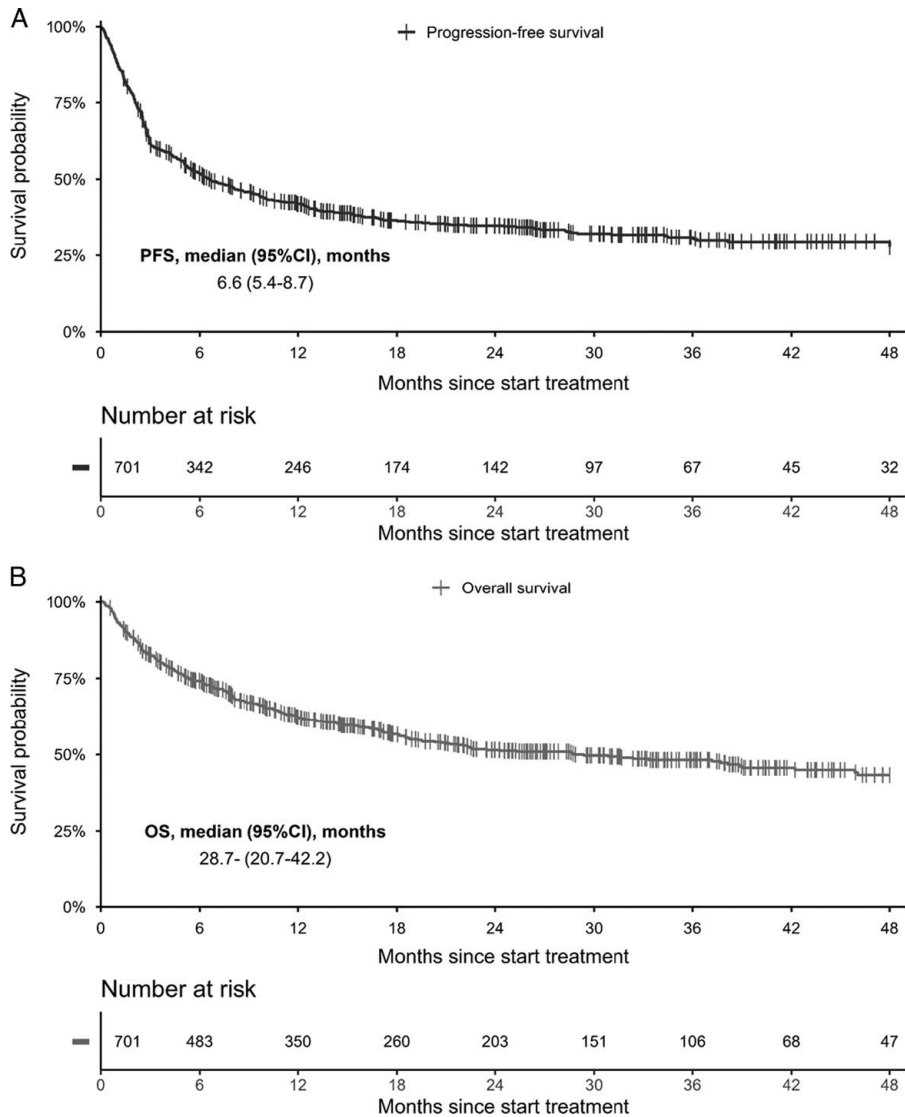 A
100%
75%
50%
25%
0%
Survival probability
Progression-free survival
PFS, median (95%CI), months
6.6 (5.4-8.7)
0 6 12 18 24 30 36 42 48
Months since start treatment
Number at risk
701 342 246 174 142 97 67 45 32
0 6 12 18 24 30 36 42 48
Months since start treatment
B
100%
75%
50%
25%
0%
Survival probability
Overall survival
OS, median (95%CI), months
28.7- (20.7-42.2)
0 6 12 18 24 30 36 42 48
Months since start treatment
Number at risk
701 483 350 260 203 151 106 68 47
0 6 12 18 24 30 36 42 48
Months since start treatment